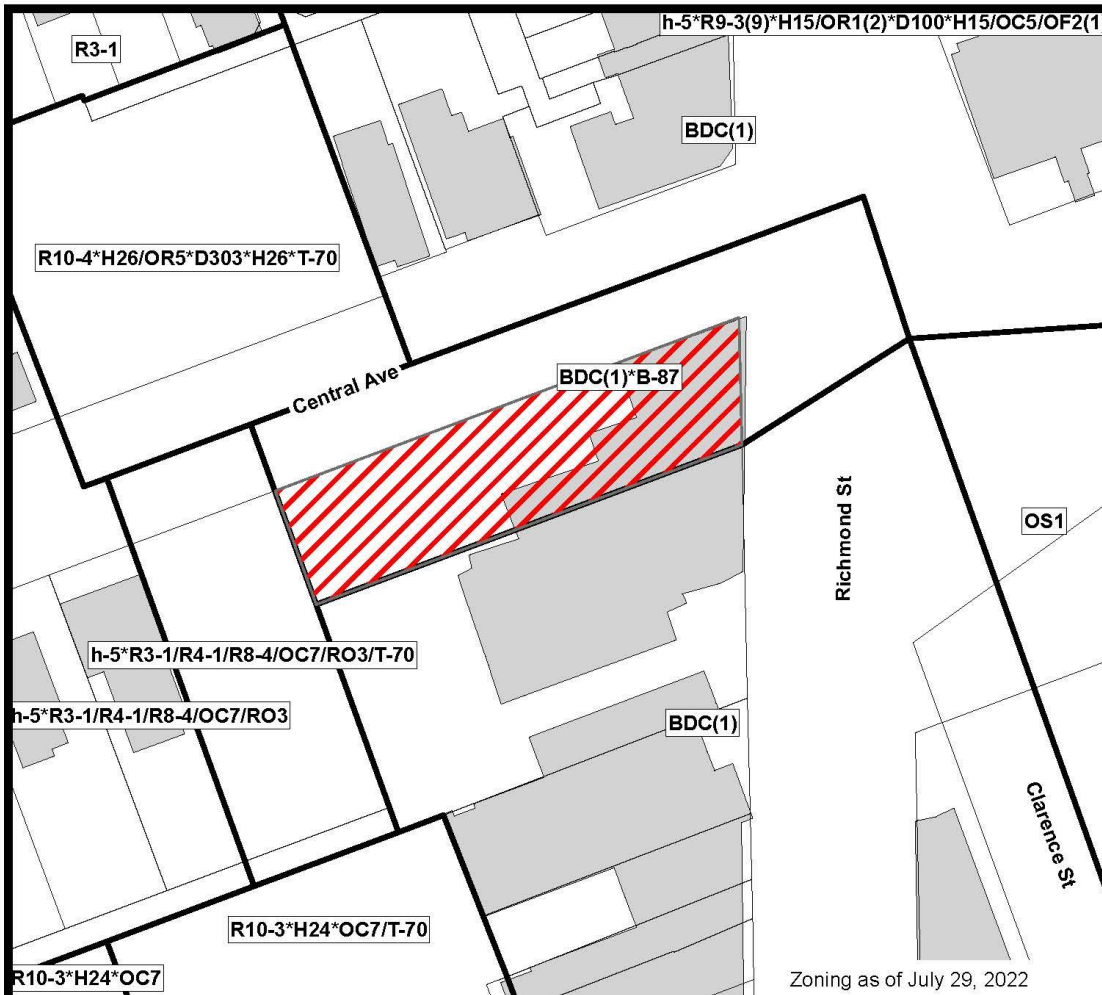 R3-1
h-5*R9-3(9)*H15/OR1(2)*D100*H15/OC5/OF2(1
BDC(1)
R10-4*H26/OR5*D303*H26*T-70
Central Ave
BDC(1)*B-87
Richmond St
OS1
h-5*R3-1/R4-1/R8-4/OC7/RO3/T-70
h-5*R3-1/R4-1/R8-4/OC7/RO3
BDC(1)
Clarence St
R10-3*H24*OC7/T-70
R10-3*H24*OC7
Zoning as of July 29, 2022